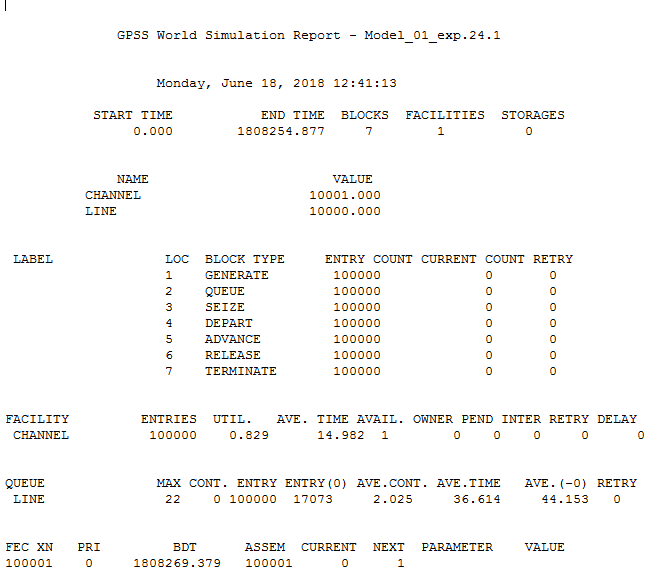 GPSS World Simulation Report - Model_01_exp.24.1
Monday, June 18, 2018 12:41:13
START TIME END TIME BLOCKS FACILITIES STORAGES
0.000 1808254.877 7 1 0
NAME VALUE
CHANNEL 10001.000
LINE 10000.000
LABEL LOC BLOCK TYPE ENTRY COUNT CURRENT COUNT RETRY
1 GENERATE 100000 0 0
2 QUEUE 100000 0 0
3 SEIZE 100000 0 0
4 DEPART 100000 0 0
5 ADVANCE 100000 0 0
6 RELEASE 100000 0 0
7 TERMINATE 100000 0 0
FACILITY ENTRIES UTIL. AVE. TIME AVAIL. OWNER PEND INTER RETRY DELAY
CHANNEL 100000 0.829 14.982 1 0 0 0 0 0
QUEUE MAX CONT. ENTRY ENTRY(0) AVE.CONT. AVE.TIME AVE.(-0) RETRY
LINE 22 0 100000 17073 2.025 36.614 44.153 0
FEC XN PRI BDT ASSEM CURRENT NEXT PARAMETER VALUE
100001 0 1808269.379 100001 0 1